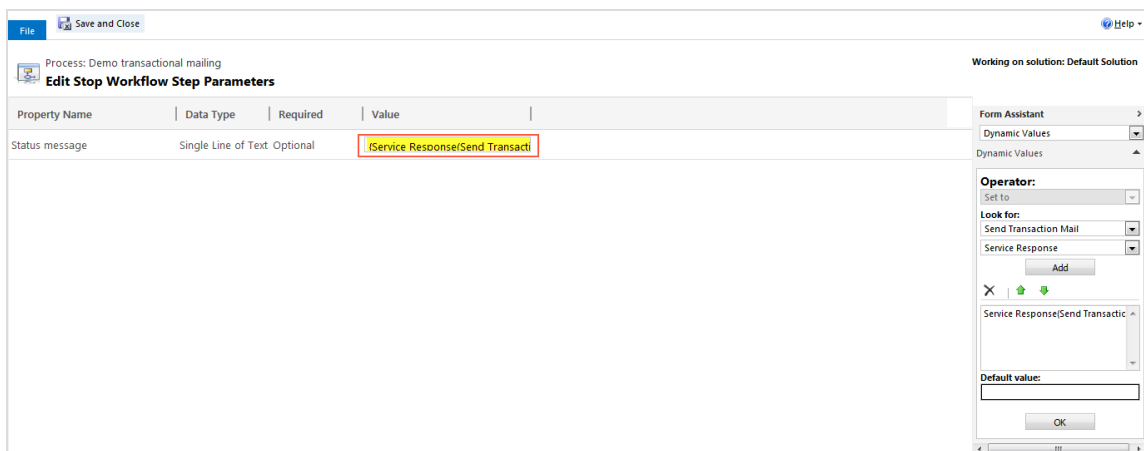 File
Save and Close
Help
Process: Demo transactional mailing
Edit Stop Workflow Step Parameters
Working on solution: Default Solution
Property Name
Data Type
Required
Value
Status message
Single Line of Text
Optional
{Service Response(Send Transacti
Form Assistant
Dynamic Values
Dynamic Values
Operator:
Set to
Look for:
Send Transaction Mail
Service Response
Add
Service Response(Send Transactic
Default value:
OK